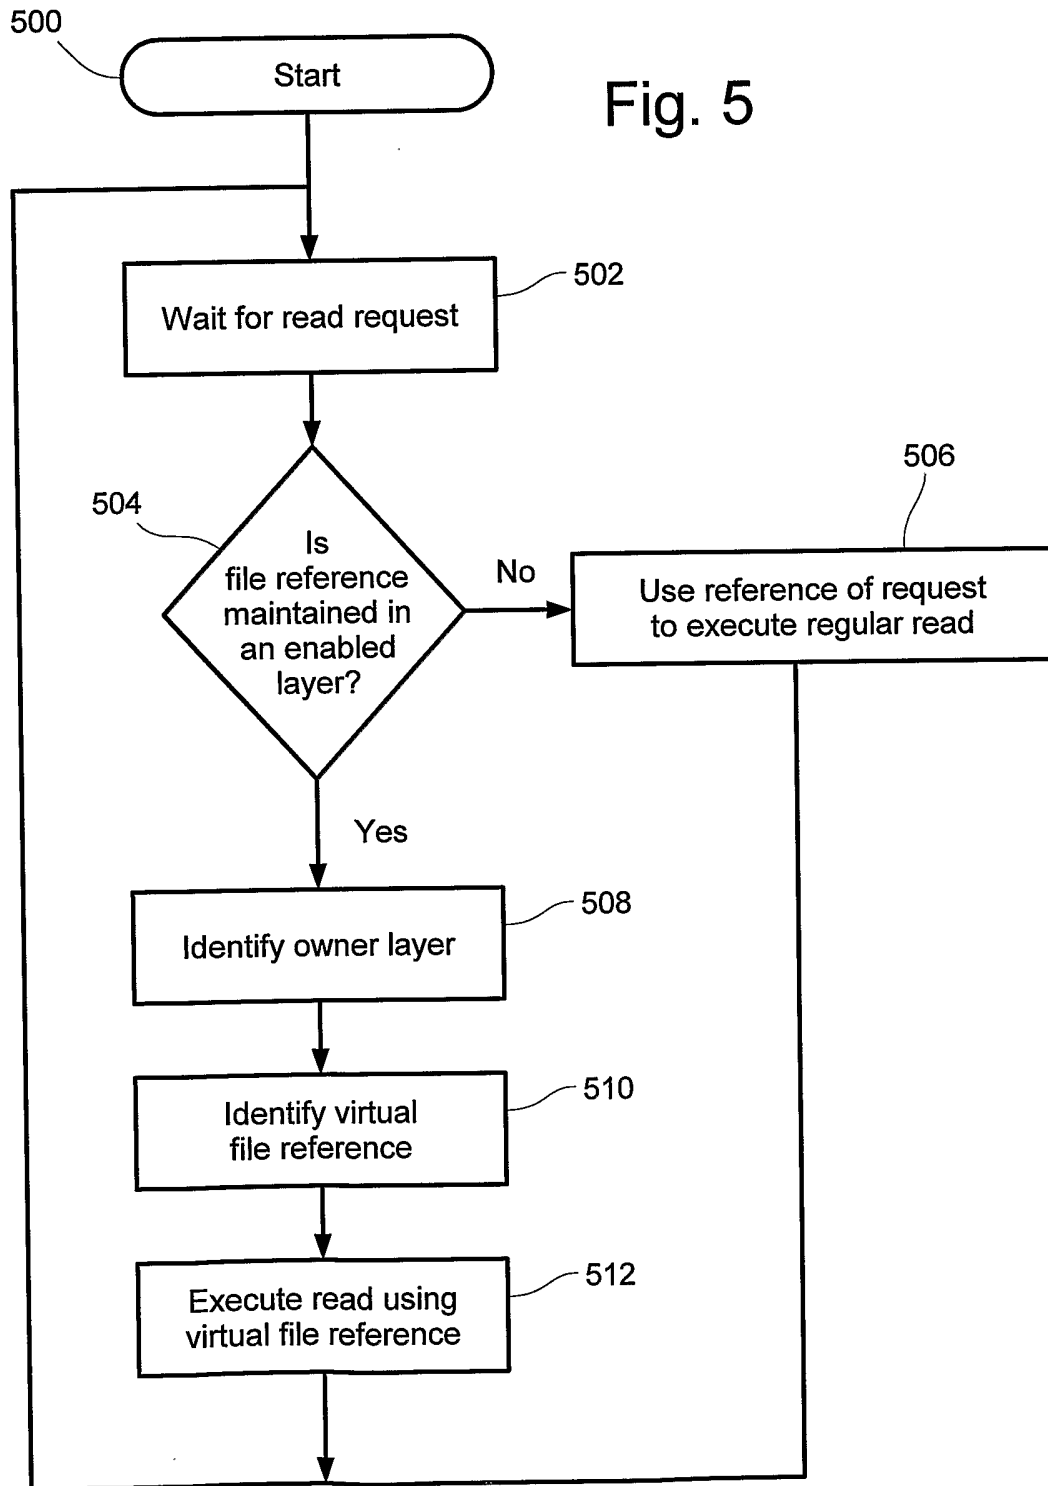 500
Start
Fig. 5
502
Wait for read request
504
Is
file reference
maintained in
an enabled
layer?
No
506
Use reference of request
to execute regular read
Yes
508
Identify owner layer
510
Identify virtual
file reference
512
Execute read using
virtual file reference